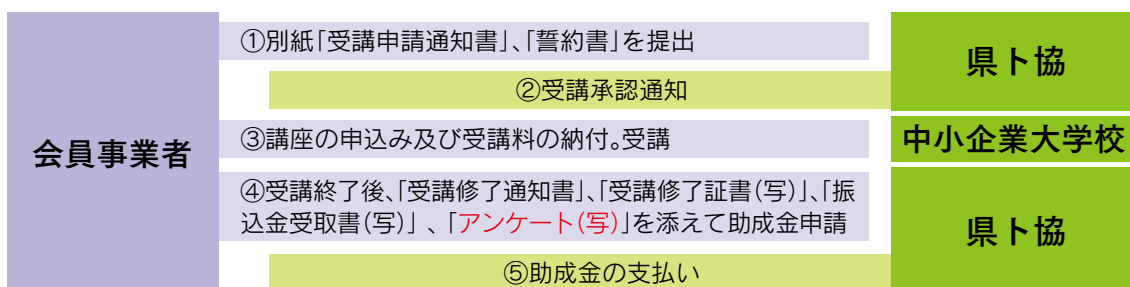 会員事業者
①別紙「受講申請通知書」、「誓約書」を提出
②受講承認通知
県ト協
③講座の申込み及び受講料の納付。受講
中小企業大学校
④受講終了後、「受講修了通知書」、「受講修了証書(写)」、「振
込金受取書(写)」 、「アンケート(写)」を添えて助成金申請
⑤助成金の支払い
県ト協